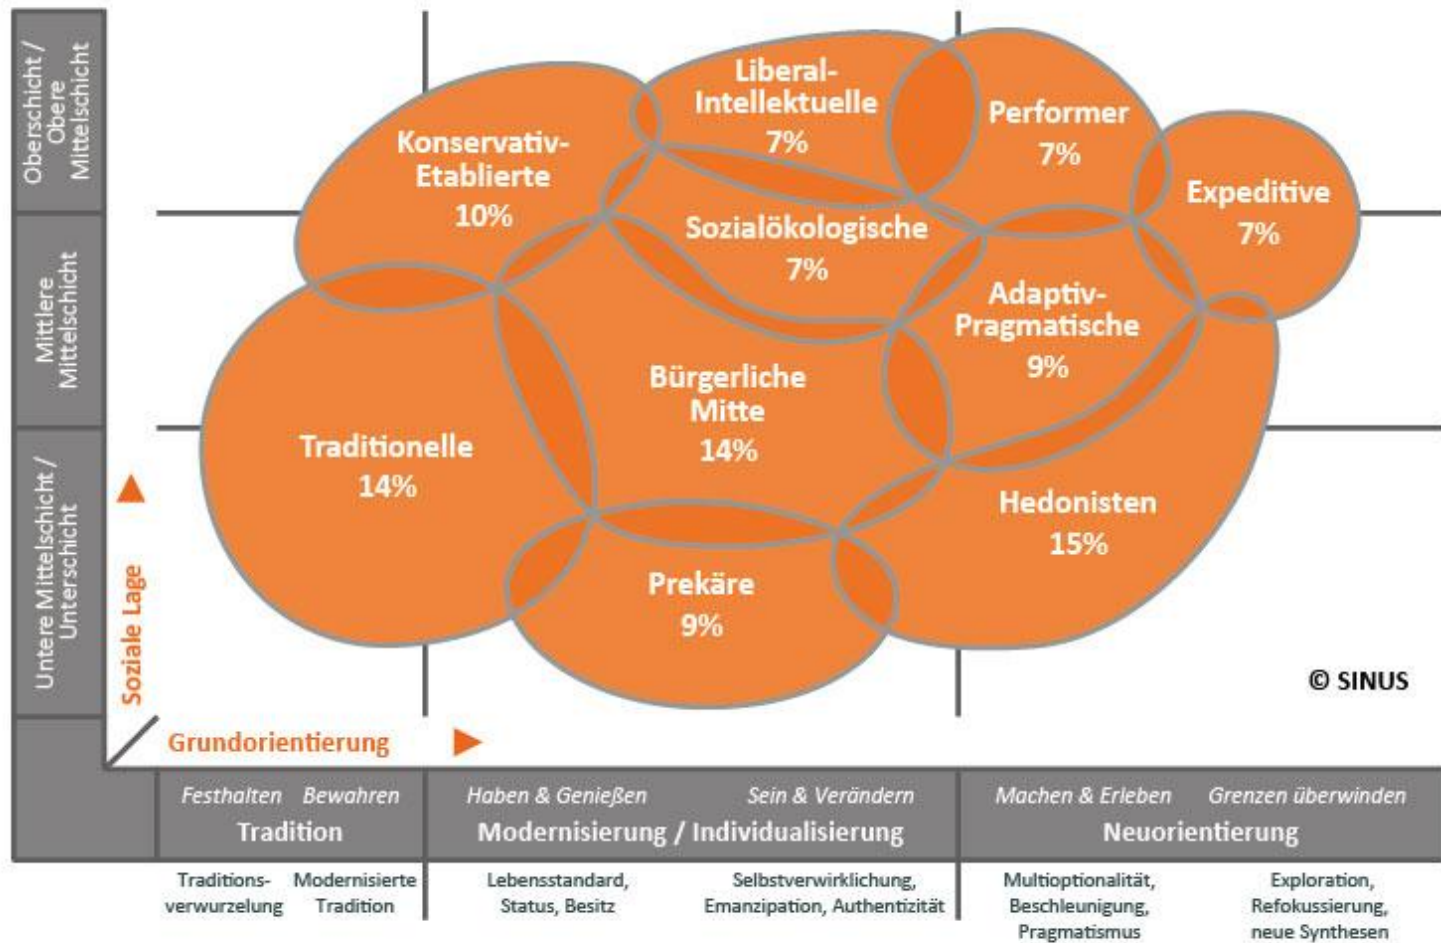 Oberschicht /
Obere
Mittelschicht
Mittlere
Mittelschicht
Untere Mittelschicht /
Unterschicht
Soziale Lage
Konservativ-
Etablierte
10%
Liberal-
Intellektuelle
7%
Performer
7%
Expeditive
7%
Sozialökologische
7%
Adaptiv-
Pragmatische
9%
Bürgerliche
Mitte
14%
Traditionelle
14%
Hedonisten
15%
Prekäre
9%
© SINUS
Grundorientierung
Festhalten Bewahren
Tradition
Haben & Genießen Sein & Verändern
Modernisierung / Individualisierung
Machen & Erleben Grenzen überwinden
Neuorientierung
Traditions-
verwurzelung
Modernisierte
Tradition
Lebensstandard,
Status, Besitz
Selbstverwirklichung,
Emanzipation, Authentizität
Multioptionalität,
Beschleunigung,
Pragmatismus
Exploration,
Refokussierung,
neue Synthesen